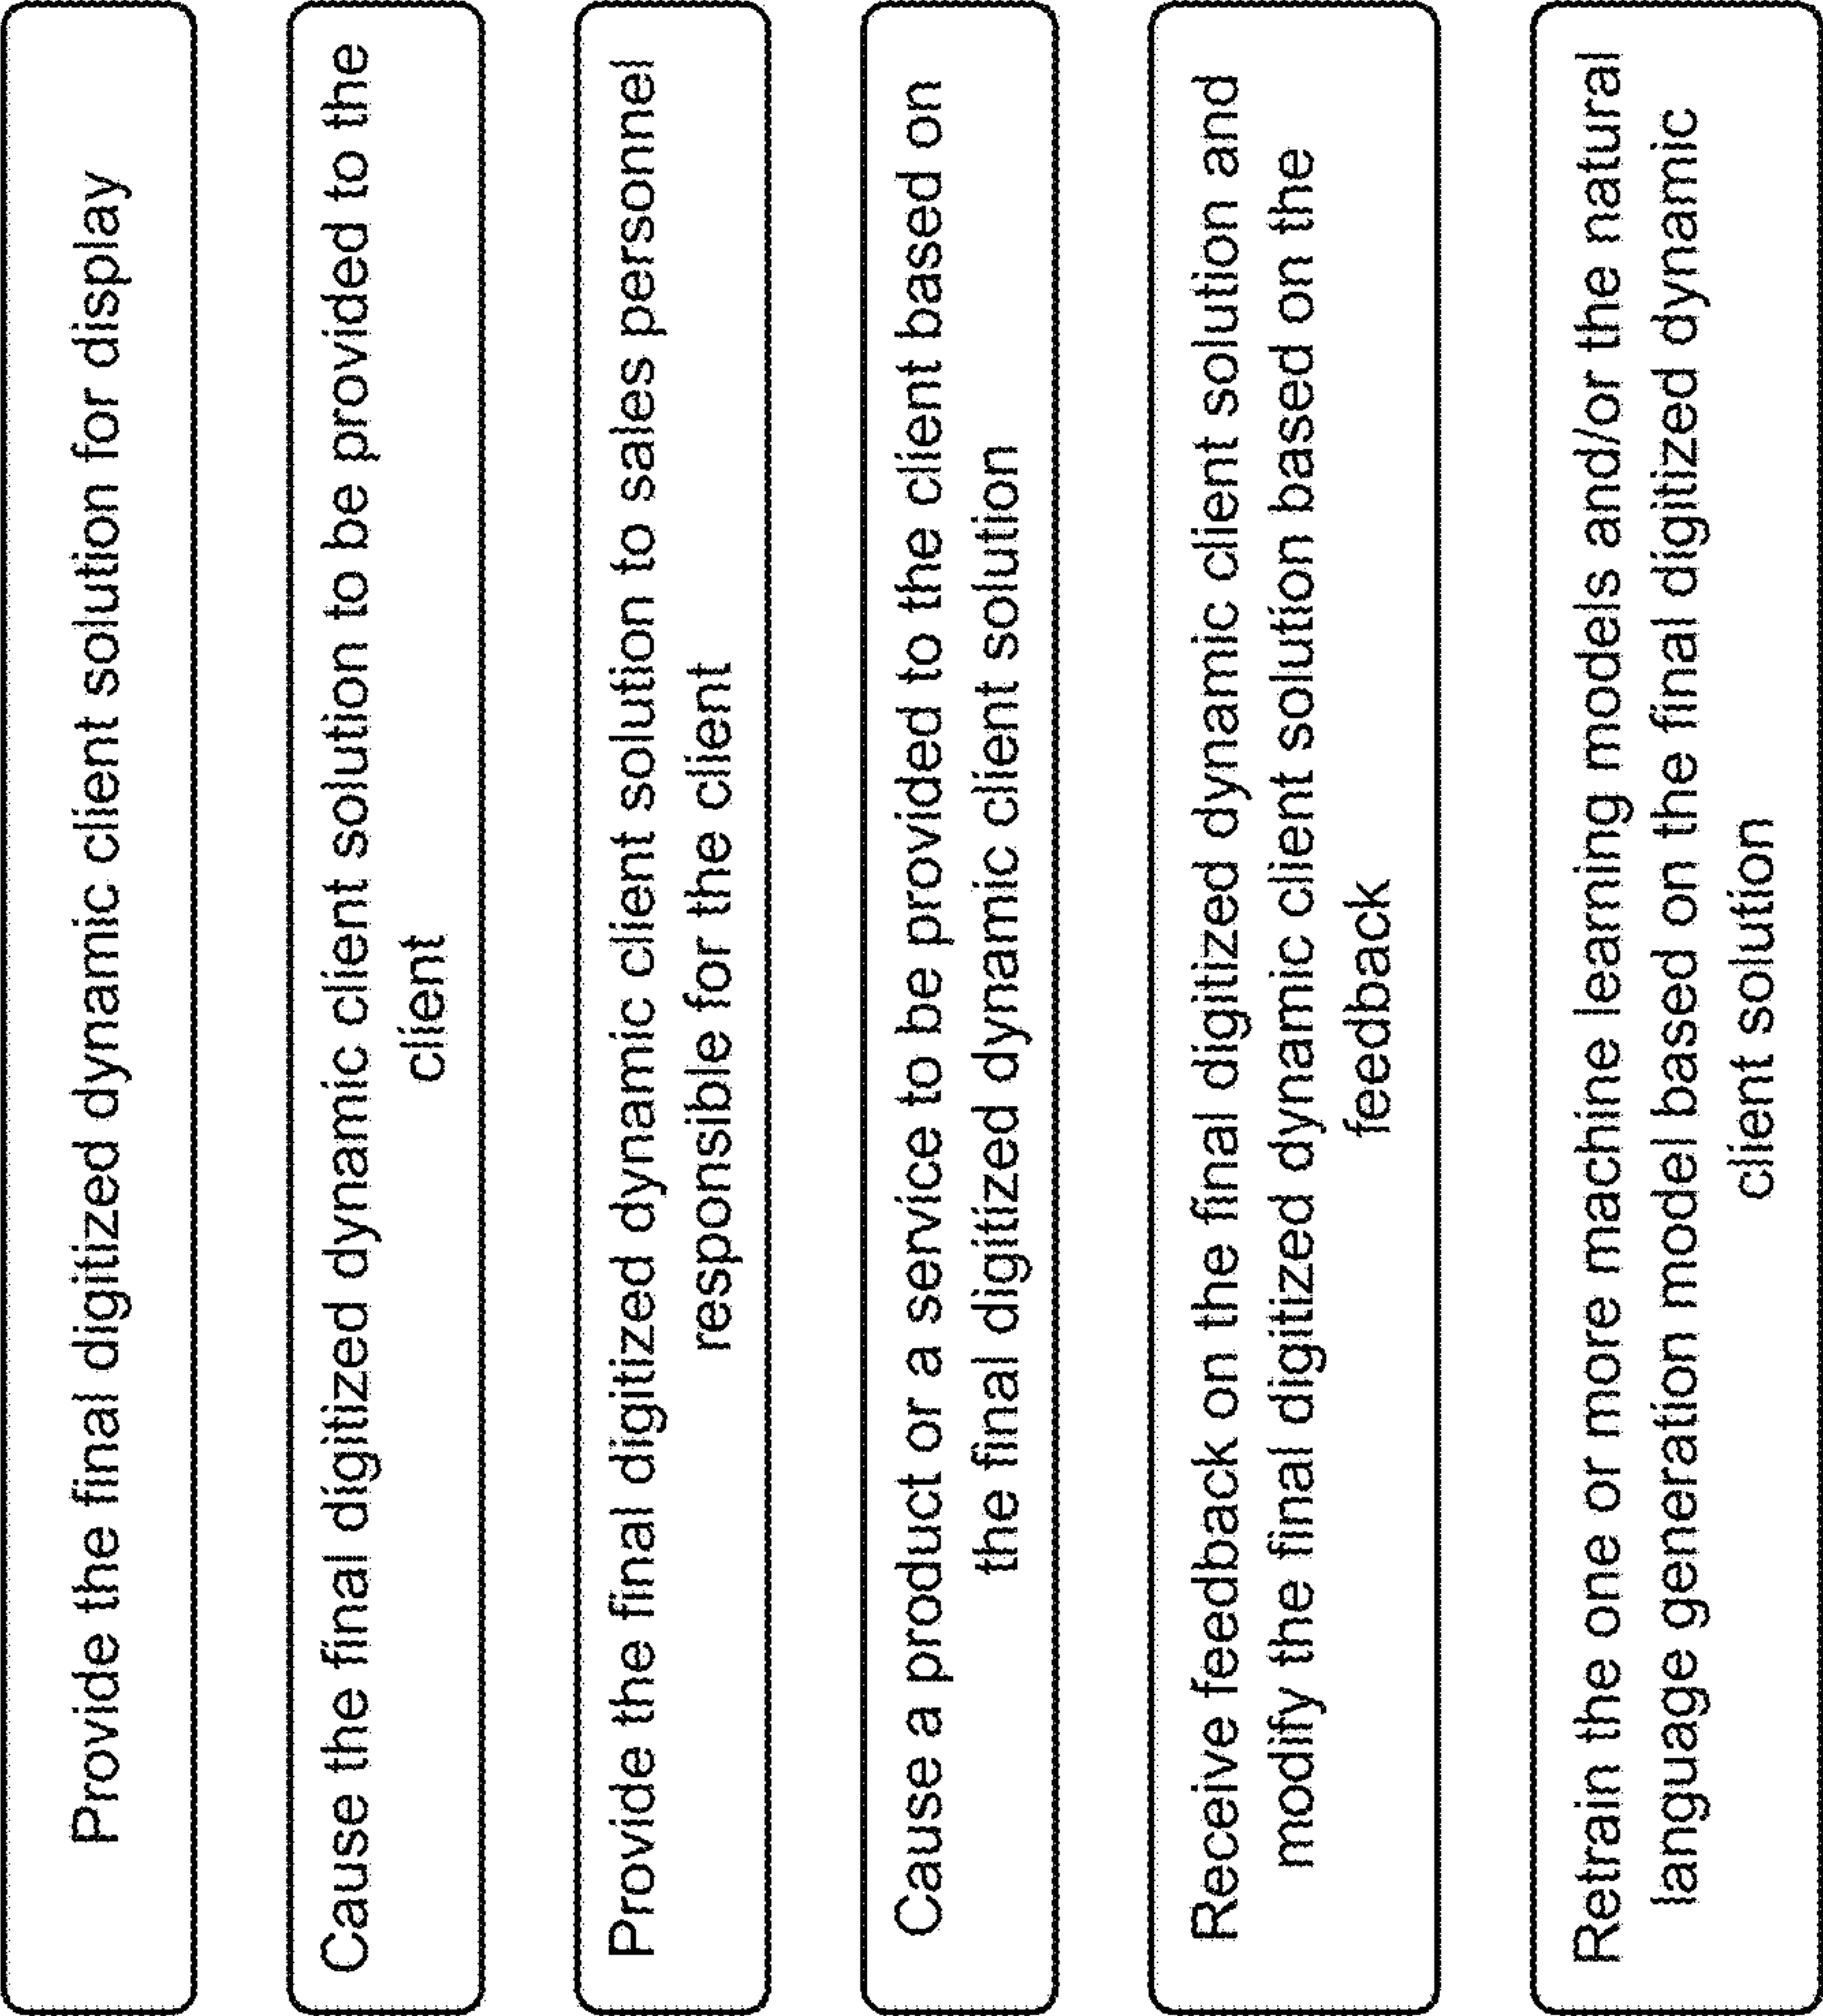 Provide the final digitized dynamic client solution for display
Cause the final digitized dynamic client solution to be provided to the
client
Provide the final digitized dynamic client solution to sales personnel
responsible for the client
Cause a product or a service to be provided to the client based on
the final digitized dynamic client solution
Receive feedback on the final digitized dynamic client solution and
modify the final digitized dynamic client solution based on the
feedback
Retrain the one or more machine learning models and/or the natural
language generation model based on the final digitized dynamic
client solution